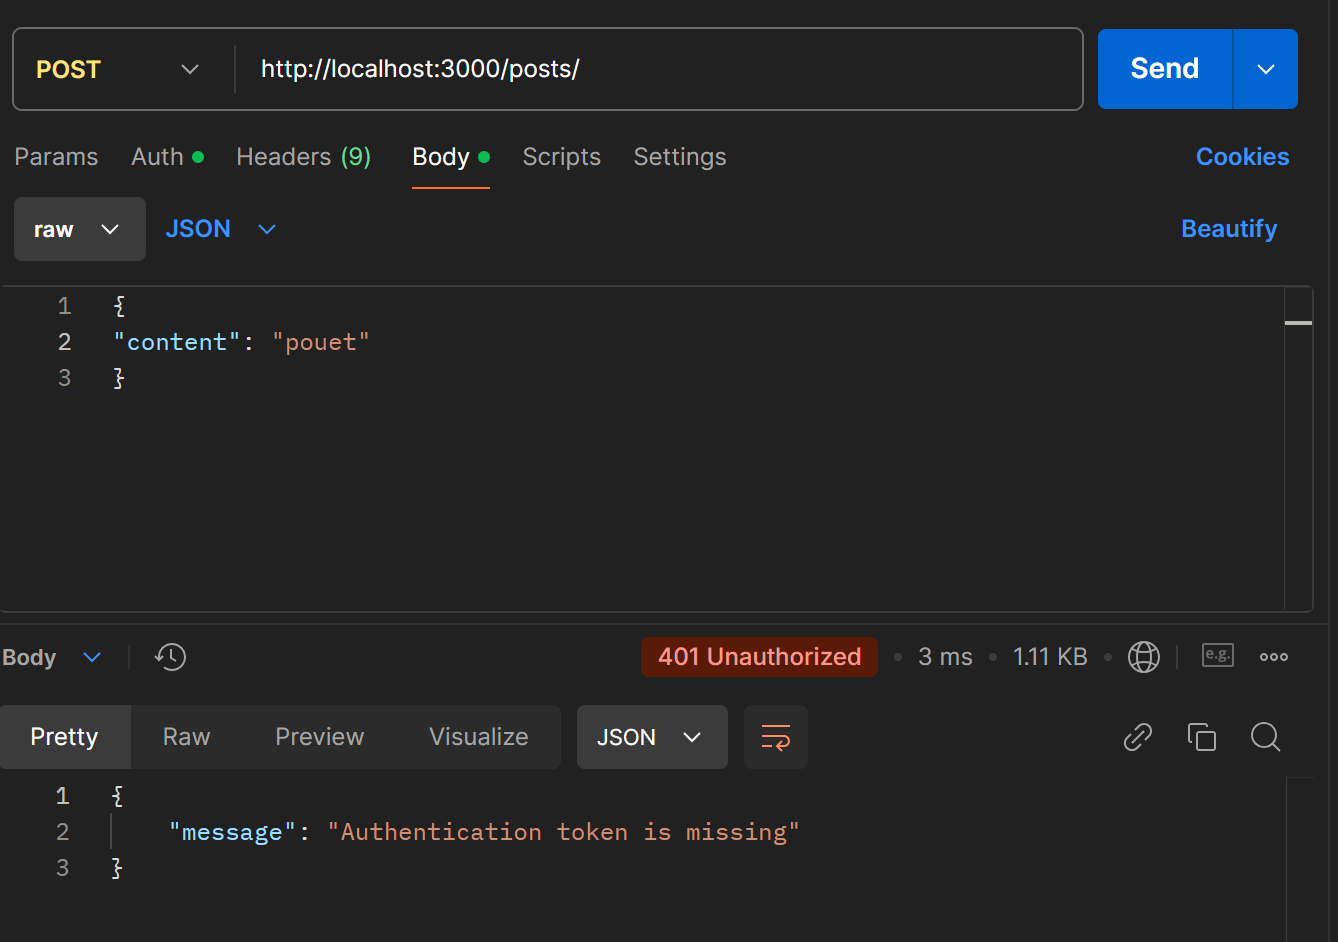 POST http://localhost:3000/posts/ Send
Params Auth Headers (9) Body Scripts Settings Cookies
raw JSON Beautify
1 {
2 "content": "pouet"
3 }
Body 401 Unauthorized 3 ms 1.11 KB e.g.
Pretty Raw Preview Visualize JSON
1 {
2 "message": "Authentication token is missing"
3 }